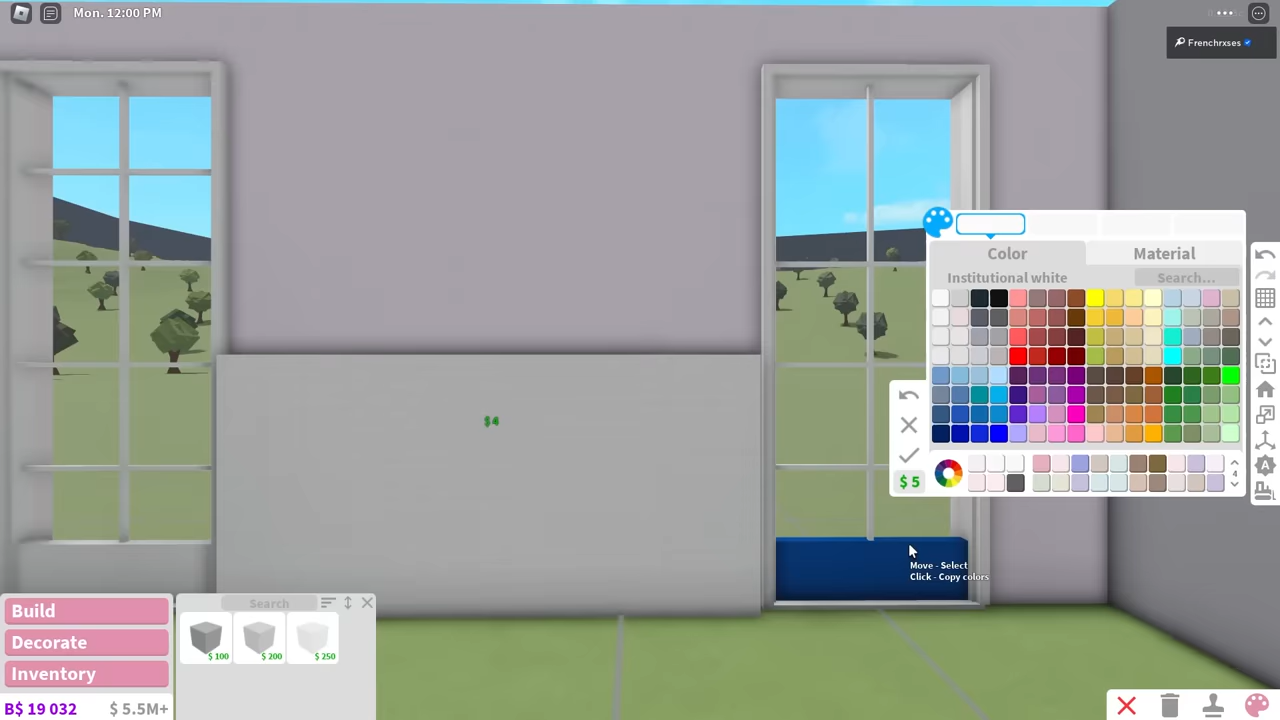 Mon. 12:00 PM
Frenchrxses
Color
Material
Institutional white
Search...
$4
$ 5
4
Move - Select
Click - Copy colors
Build
Decorate
Inventory
B$ 19 032
$ 5.5M+
Search
$ 100
$ 200
$ 250
A